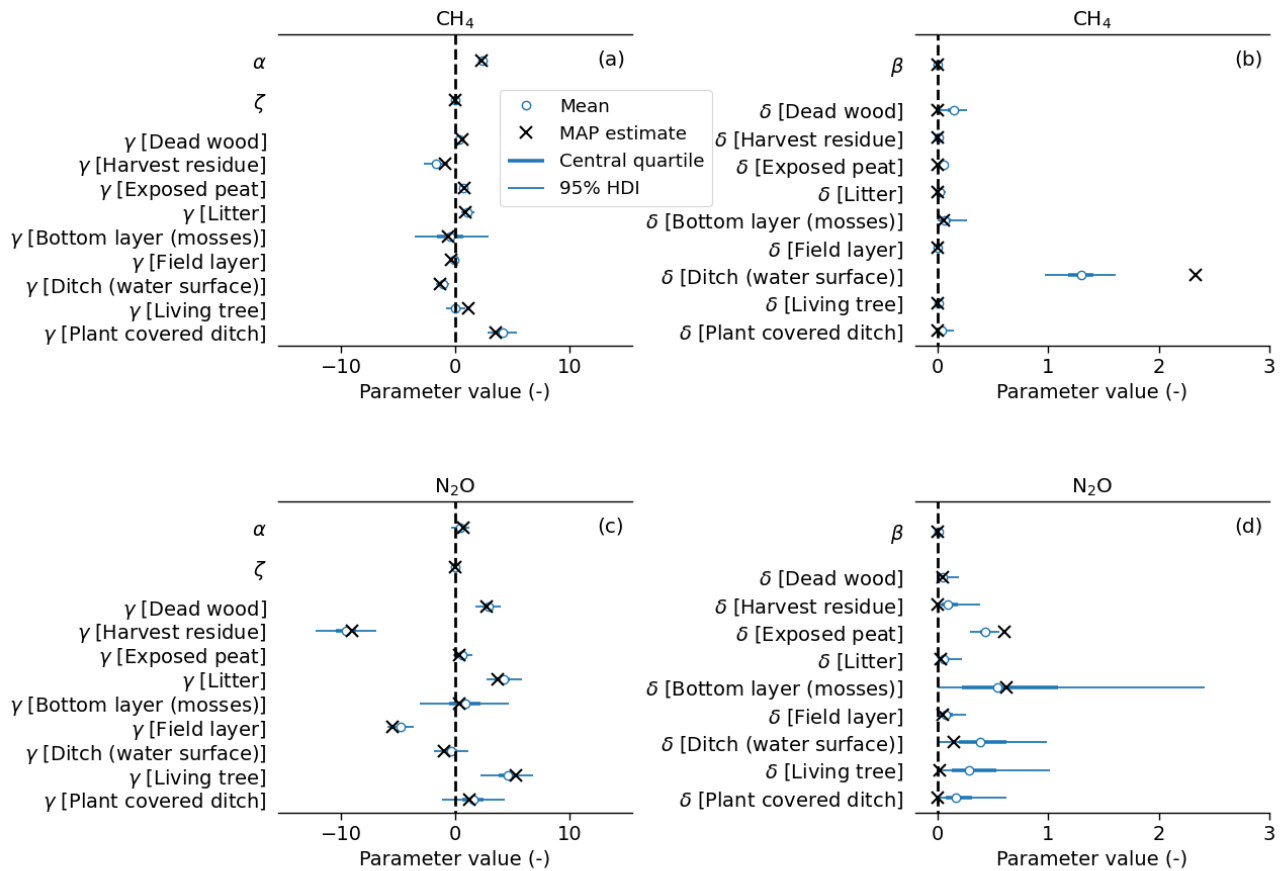 CH₄
(a)
α
ζ
γ [Dead wood]
γ [Harvest residue]
γ [Exposed peat]
γ [Litter]
γ [Bottom layer (mosses)]
γ [Field layer]
γ [Ditch (water surface)]
γ [Living tree]
γ [Plant covered ditch]
−10 0 10
Parameter value (-)
Mean
MAP estimate
Central quartile
95% HDI
CH₄
(b)
β
δ [Dead wood]
δ [Harvest residue]
δ [Exposed peat]
δ [Litter]
δ [Bottom layer (mosses)]
δ [Field layer]
δ [Ditch (water surface)]
δ [Living tree]
δ [Plant covered ditch]
0 1 2 3
Parameter value (-)
N₂O
(c)
α
ζ
γ [Dead wood]
γ [Harvest residue]
γ [Exposed peat]
γ [Litter]
γ [Bottom layer (mosses)]
γ [Field layer]
γ [Ditch (water surface)]
γ [Living tree]
γ [Plant covered ditch]
−10 0 10
Parameter value (-)
N₂O
(d)
β
δ [Dead wood]
δ [Harvest residue]
δ [Exposed peat]
δ [Litter]
δ [Bottom layer (mosses)]
δ [Field layer]
δ [Ditch (water surface)]
δ [Living tree]
δ [Plant covered ditch]
0 1 2 3
Parameter value (-)